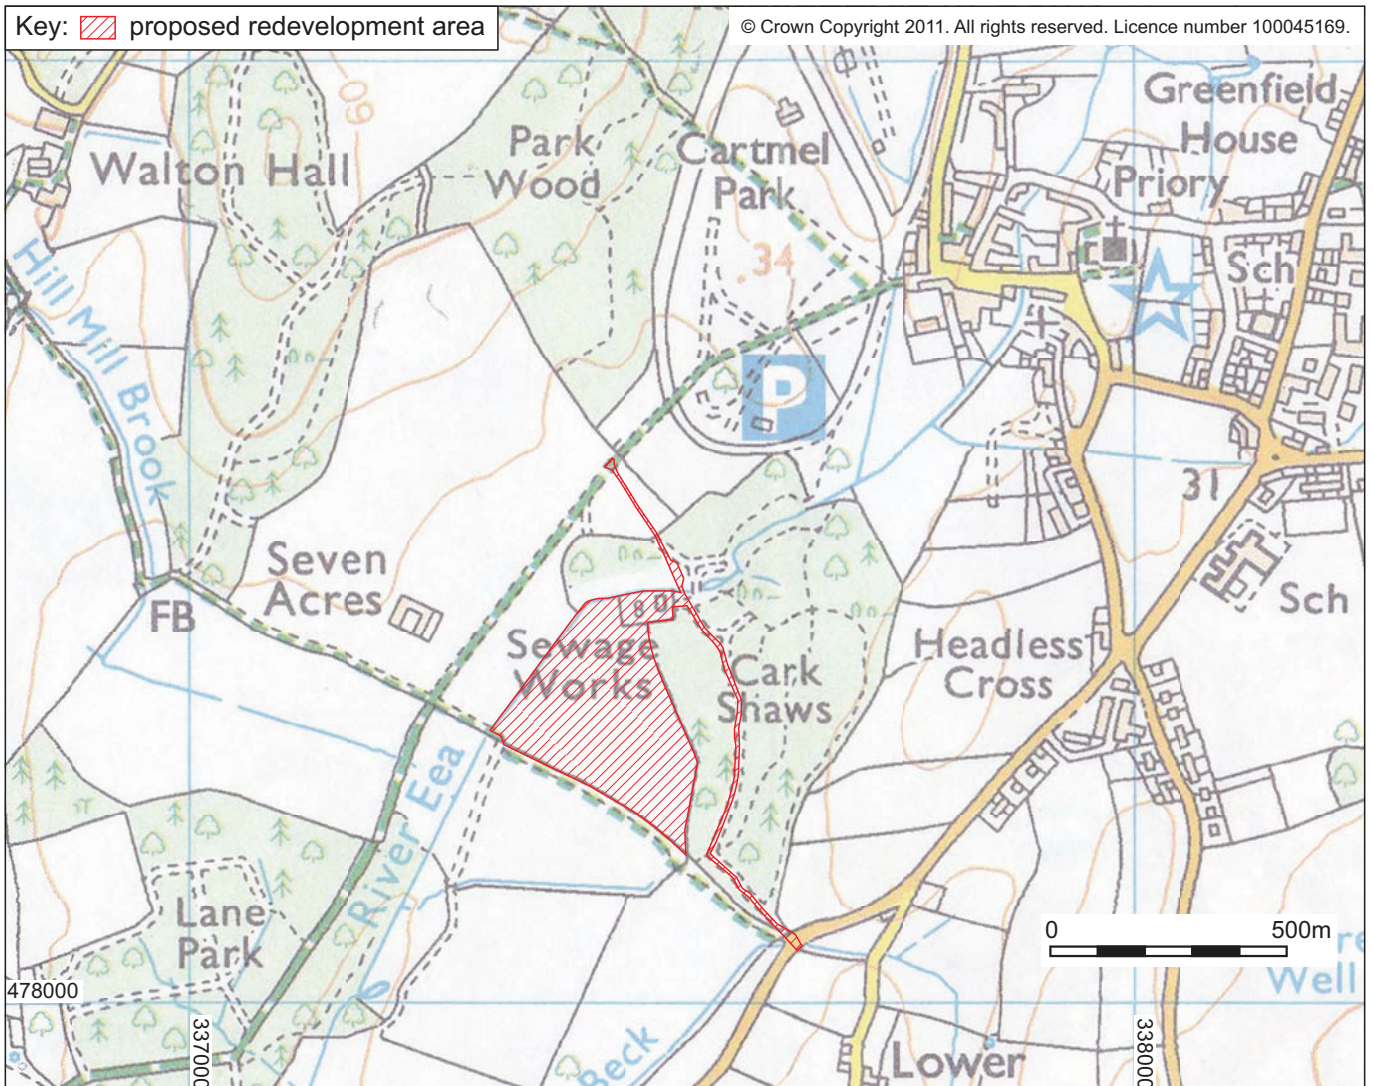 Key: proposed redevelopment area
© Crown Copyright 2011. All rights reserved. Licence number 100045169.
60
Greenfield
House
Park
Wood
Cartmel
Park
Walton Hall
Priory
34
Sch
Hill Mill Brook
P
31
Seven
Acres
FB
Sch
Sewage
Works
Headless
Cross
Cark
Shaws
River Eea
Lane
Park
0 500m
Well
478000
6
337000
338000
Beck
Lower